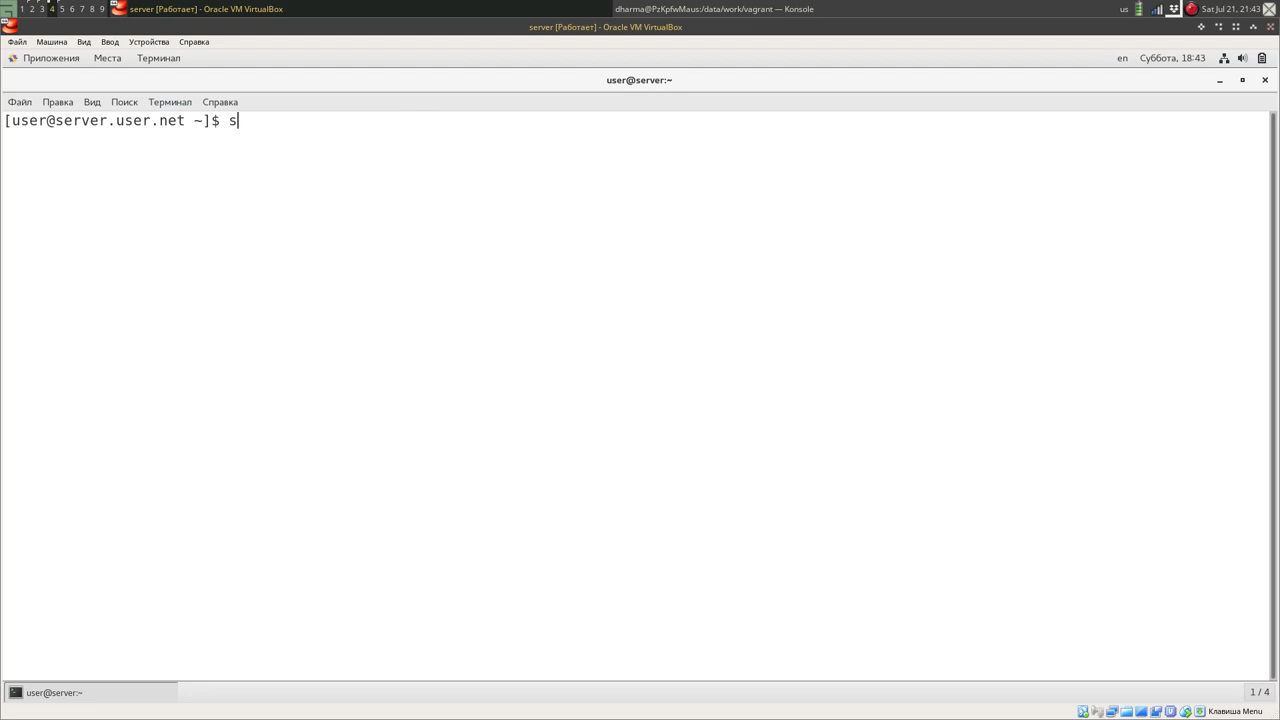 1 2 3 4 5 6 7 8 9 server [Работает] - Oracle VM VirtualBox dharma@PzKpfwMaus:/data/work/vagrant — Konsole us Sat Jul 21, 21:43
server [Работает] - Oracle VM VirtualBox
Файл Машина Вид Ввод Устройства Справка
Приложения Места Терминал en Суббота, 18:43
user@server:~
Файл Правка Вид Поиск Терминал Справка
[user@server.user.net ~]$ s
user@server:~ 1 / 4
Клавиша Menu